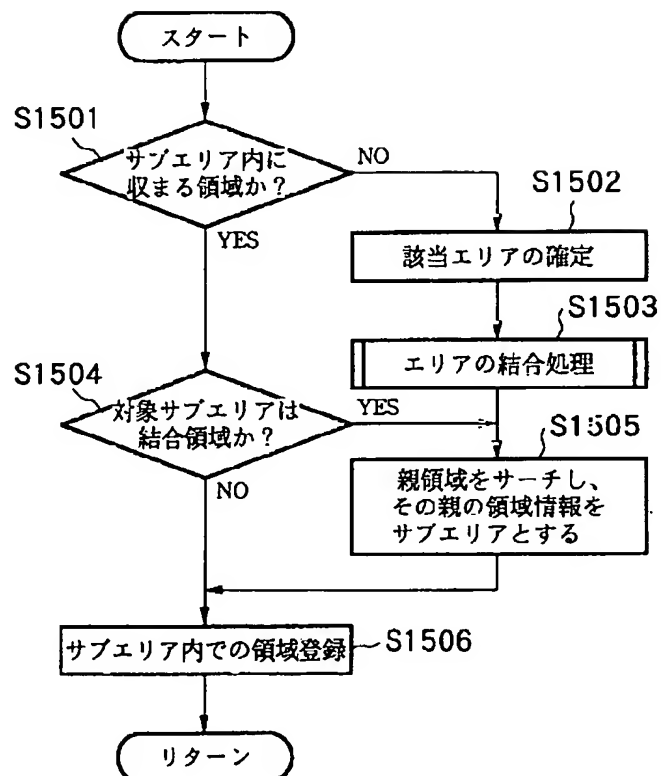 スタート
S1501
サブエリア内に
収まる領域か?
NO
YES
S1502
該当エリアの確定
S1503
エリアの結合処理
S1504
対象サブエリアは
結合領域か?
YES
NO
S1505
親領域をサーチし、
その親の領域情報を
サブエリアとする
サブエリア内での領域登録
S1506
リターン